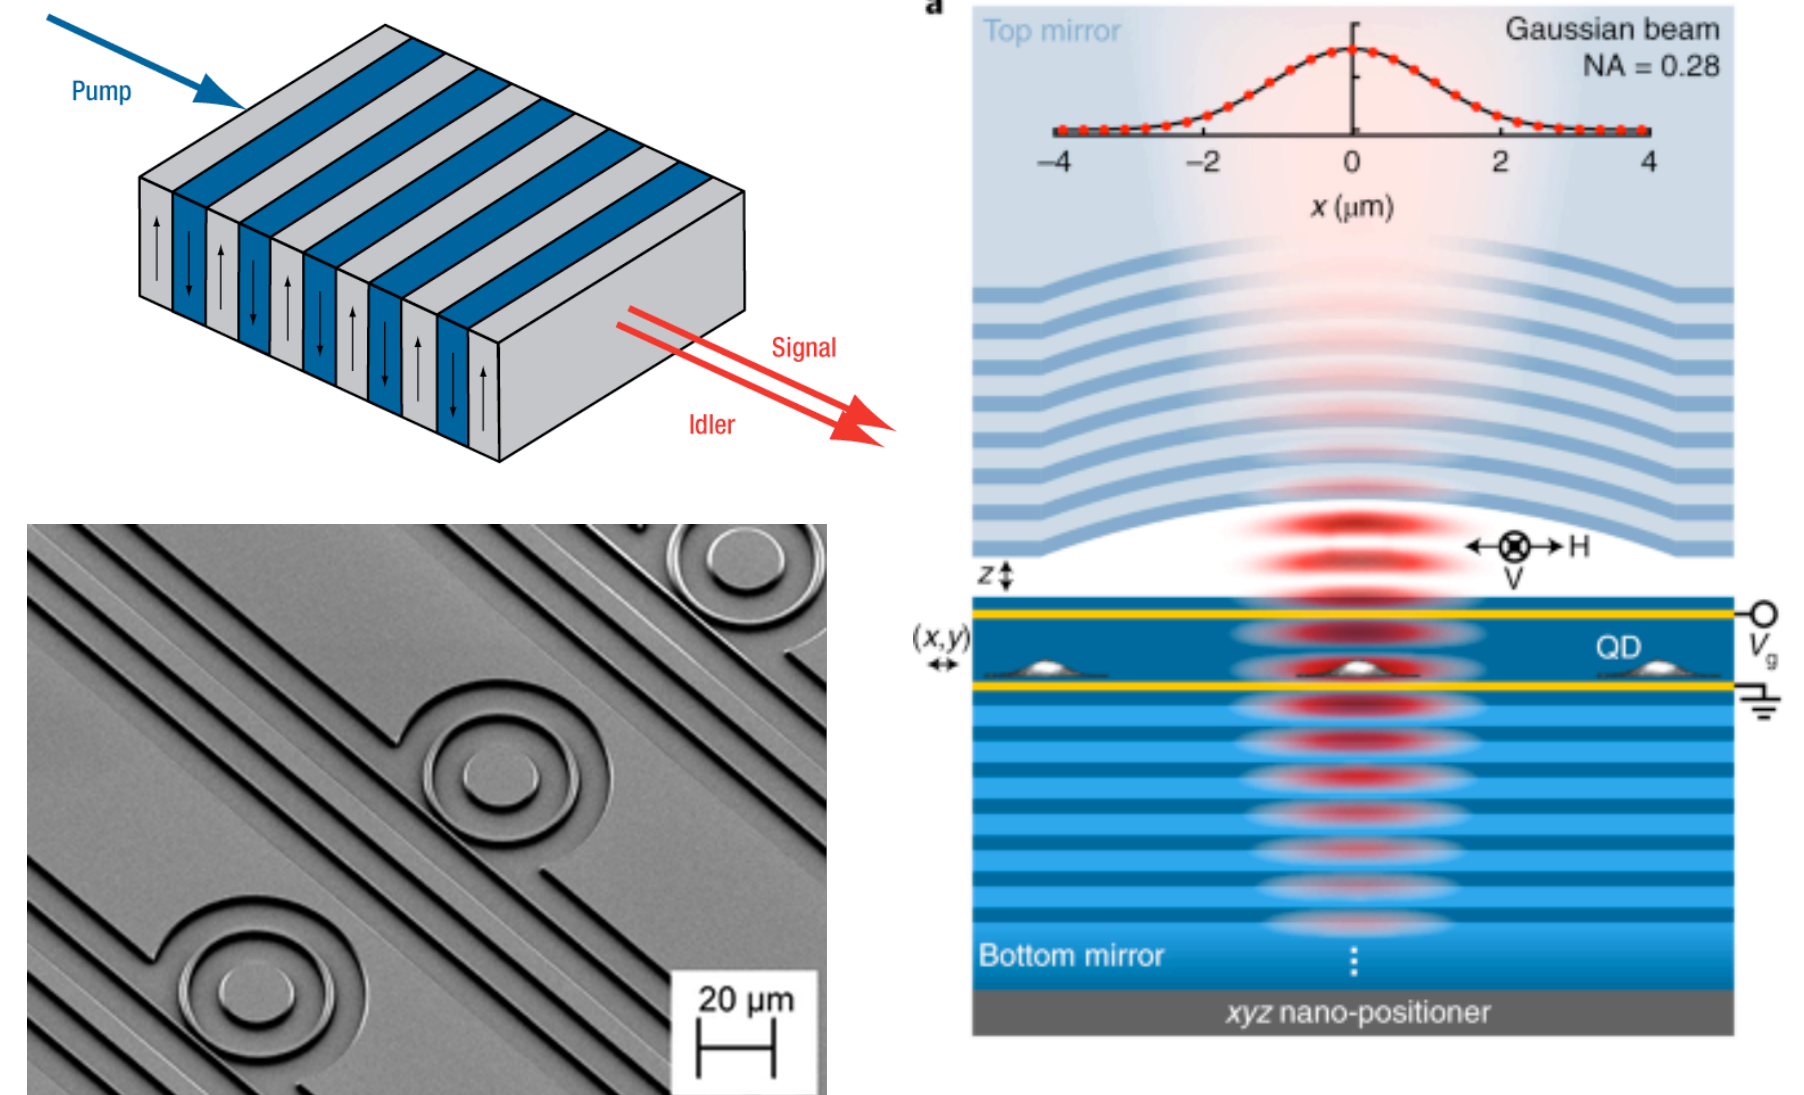 Pump
Signal
Idler
20 µm
a
Top mirror
Gaussian beam
NA = 0.28
–4
–2
0
2
4
x (µm)
z
H
V
(x,y)
QD
Vg
Bottom mirror
xyz nano-positioner